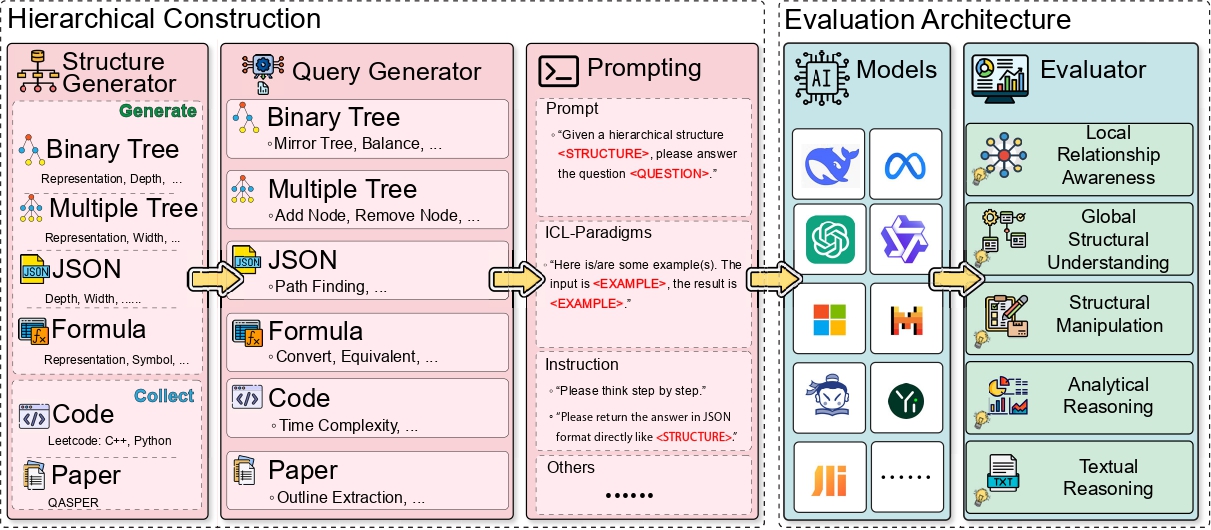 Hierarchical Construction
Structure
Generator
Generate
Binary Tree
Representation, Depth, ...
Multiple Tree
Representation, Width, ...
JSON
JSON
Depth, Width, ......
Formula
Representation, Symbol, ...
Collect
Code
Leetcode: C++, Python
Paper
QASPER
Query Generator
Binary Tree
◦Mirror Tree, Balance, ...
Multiple Tree
◦Add Node, Remove Node, ...
JSON
JSON
◦Path Finding, ...
Formula
◦Convert, Equivalent, ...
Code
◦Time Complexity, ...
Paper
◦Outline Extraction, ...
Prompting
Prompt
◦ “Given a hierarchical structure
<STRUCTURE>, please answer
the question <QUESTION>.”
ICL-Paradigms
◦ “Here is/are some example(s). The
input is <EXAMPLE>, the result is
<EXAMPLE>.”
Instruction
◦ “Please think step by step.”
◦ “Please return the answer in JSON
format directly like <STRUCTURE>.”
Others
······
Evaluation Architecture
AI
Models
Yi
······
Evaluator
Local
Relationship
Awareness
Global
Structural
Understanding
Structural
Manipulation
Analytical
Reasoning
TXT
Textual
Reasoning